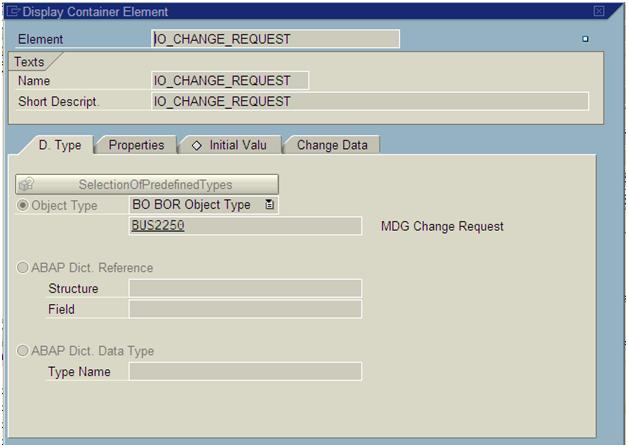 Display Container Element
Element IO_CHANGE_REQUEST
Texts
Name IO_CHANGE_REQUEST
Short Descript. IO_CHANGE_REQUEST
D. Type Properties Initial Valu Change Data
SelectionOfPredefinedTypes
Object Type BO BOR Object Type
BUS2250 MDG Change Request
ABAP Dict. Reference
Structure
Field
ABAP Dict. Data Type
Type Name